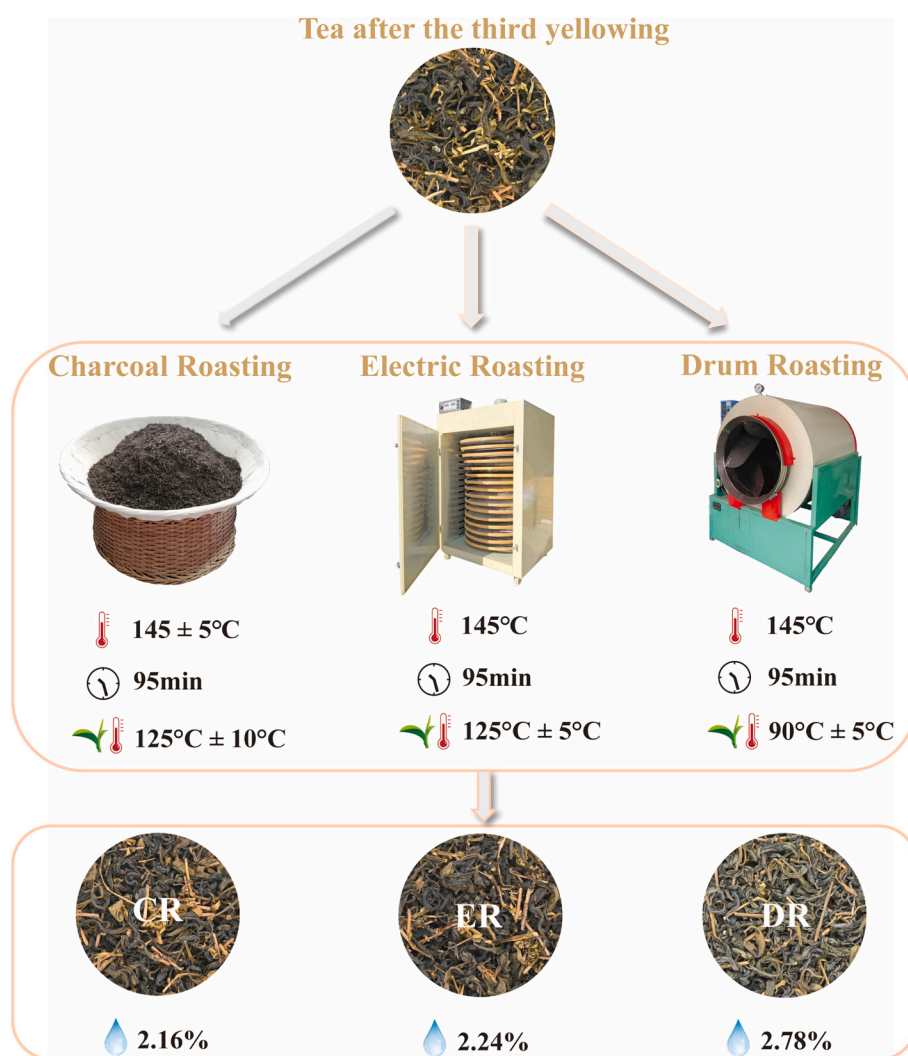 Tea after the third yellowing
Charcoal Roasting
Electric Roasting
Drum Roasting
145 ± 5°C
145°C
145°C
95min
95min
95min
125°C ± 10°C
125°C ± 5°C
90°C ± 5°C
CR
ER
DR
2.16%
2.24%
2.78%